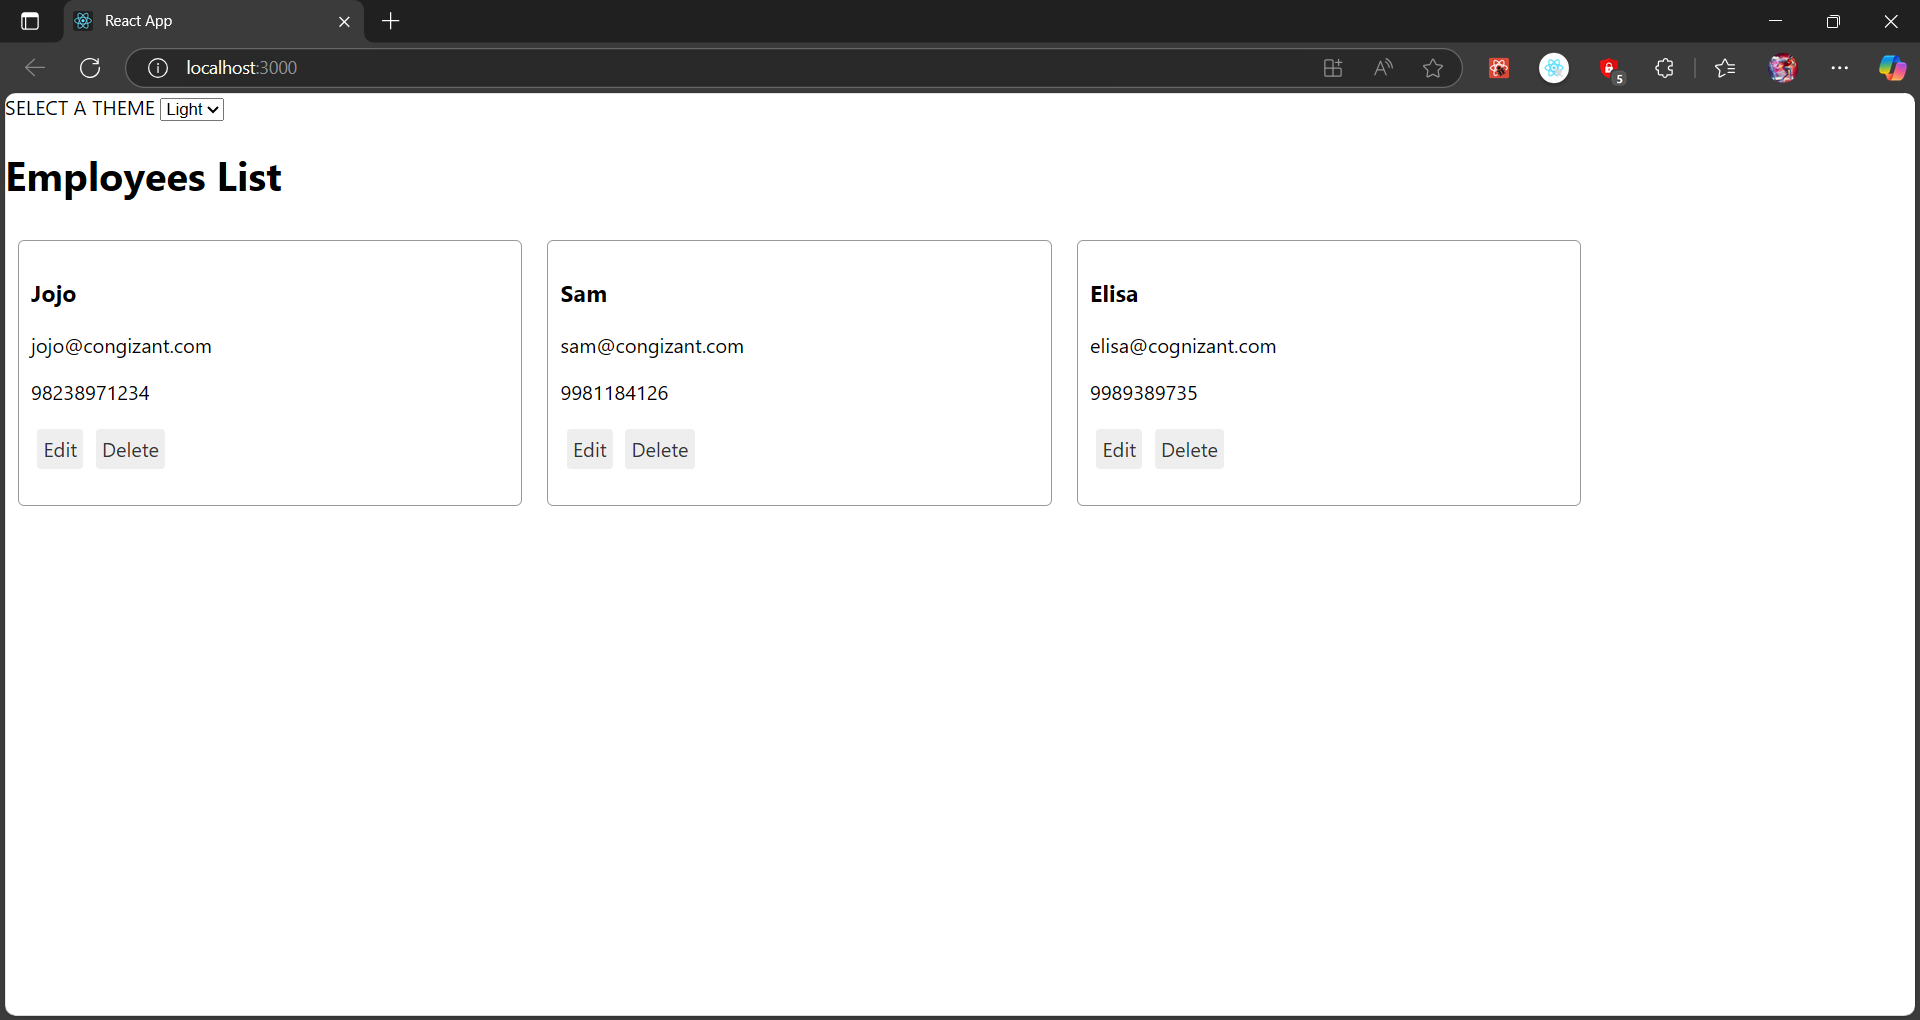 React App
localhost:3000
5
SELECT A THEME Light
Employees List
Jojo
jojo@congizant.com
98238971234
Edit Delete
Sam
sam@congizant.com
9981184126
Edit Delete
Elisa
elisa@cognizant.com
9989389735
Edit Delete